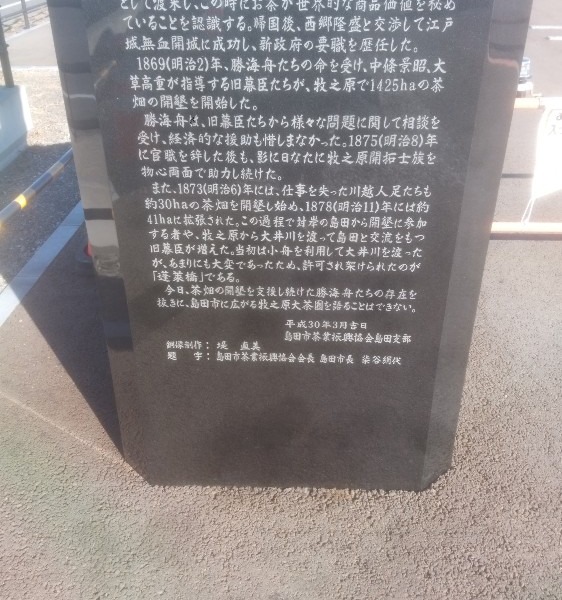 として渡米し、この時にお茶が世界的な商品価値を秘め
ていることを認識する。帰国後、西郷隆盛と交渉して江戸
城無血開城に成功し、新政府の要職を歴任した。
1869(明治2)年、勝海舟たちの命を受け、中條景昭、大
草高重が指導する旧幕臣たちが、牧之原で1425haの茶
畑の開墾を開始した。
勝海舟は、旧幕臣たちから様々な問題に関して相談を
受け、経済的な援助も惜しまなかった。1875(明治8)年
に官職を辞した後も、影に日なたに牧之原開拓士族を
物心両面で助力し続けた。
また、1873(明治6)年には、仕事を失った川越人足たちも
約30haの茶畑を開墾し始め、1878(明治11)年には約
41haに拡張された。この過程で対岸の島田から開墾に参加
する者や、牧之原から大井川を渡って島田と交流をもつ
旧幕臣が増えた。当初は小舟を利用して大井川を渡った
が、あまりにも大変であったため、許可され架けられたのが
「蓬莱橋」である。
今日、茶畑の開墾を支援し続けた勝海舟たちの存在を
抜きに、島田市に広がる牧之原大茶園を語ることはできない。
平成30年3月吉日
島田市茶業振興協会島田支部
銅像制作：堤 直美
題字：島田市茶業振興協会会長 島田市長 染谷絹代